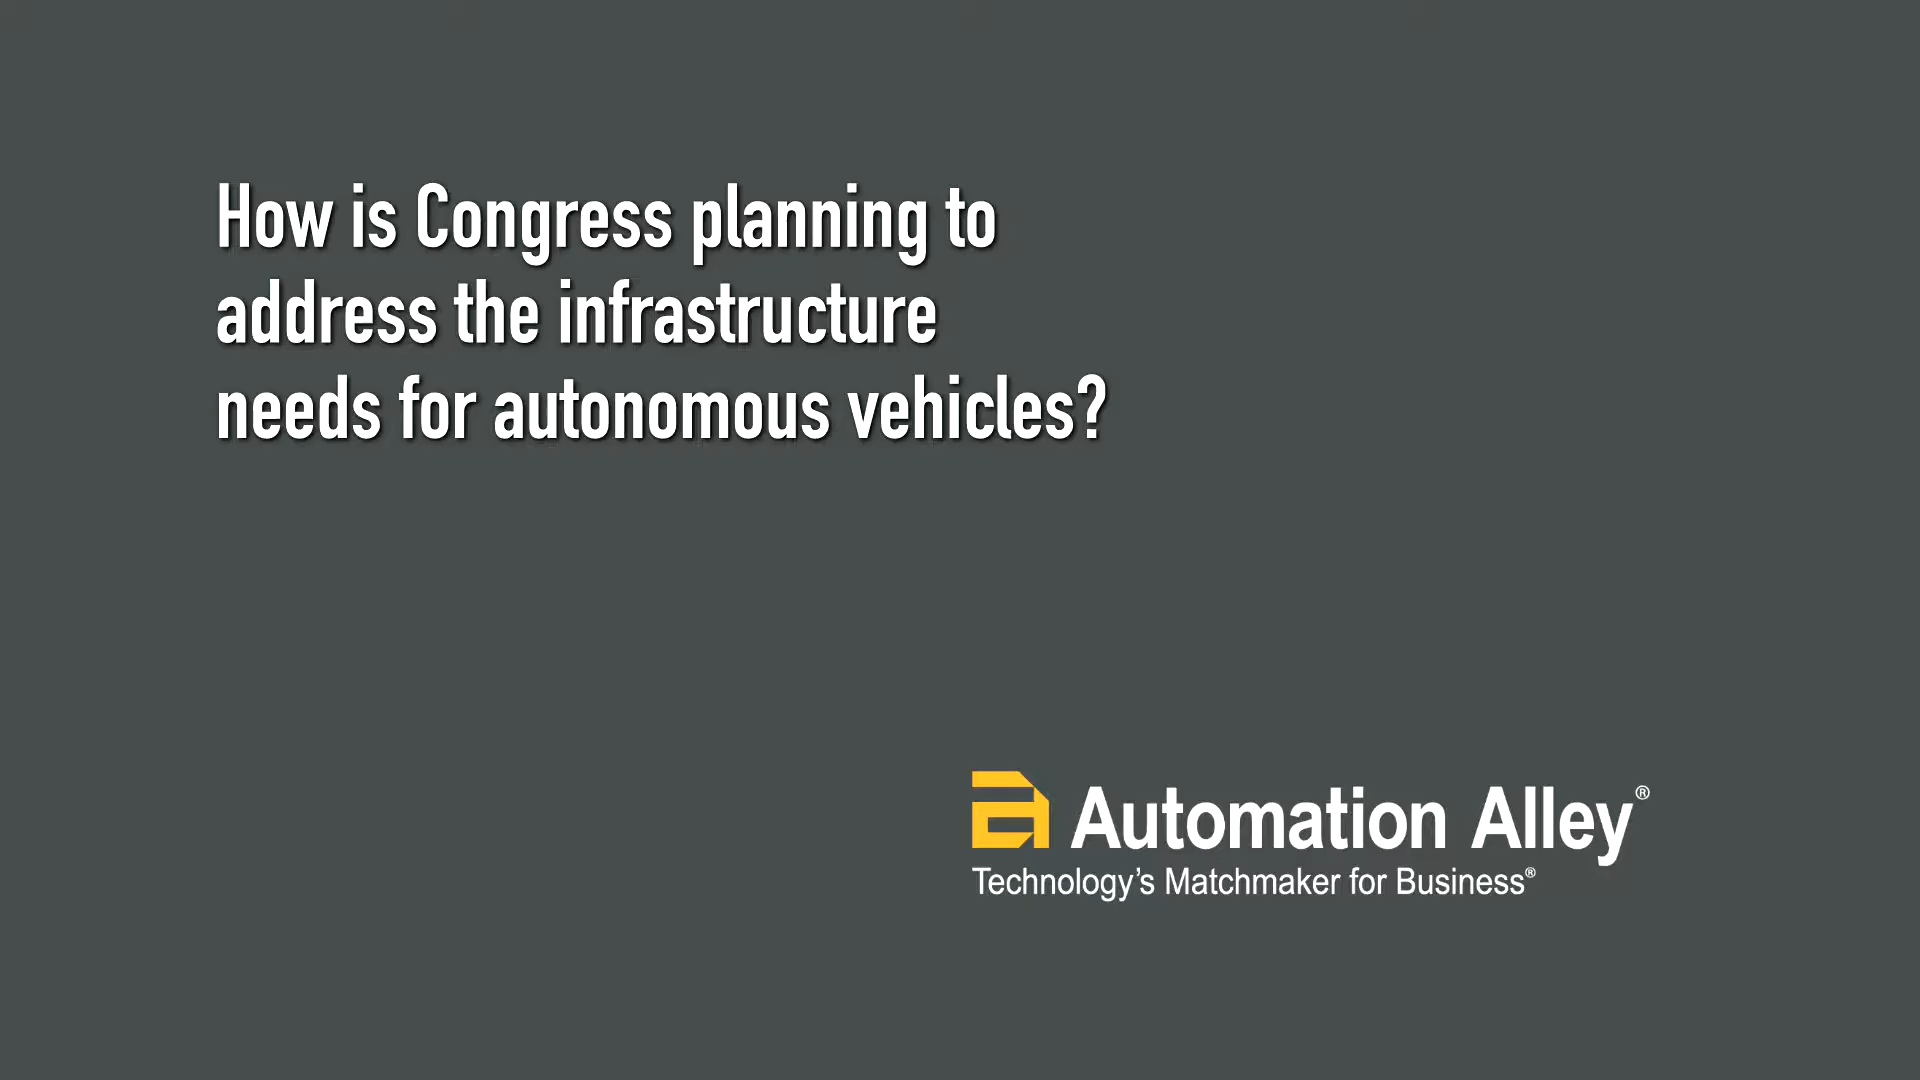 How is Congress planning to
address the infrastructure
needs for autonomous vehicles?
Automation Alley®
Technology's Matchmaker for Business®